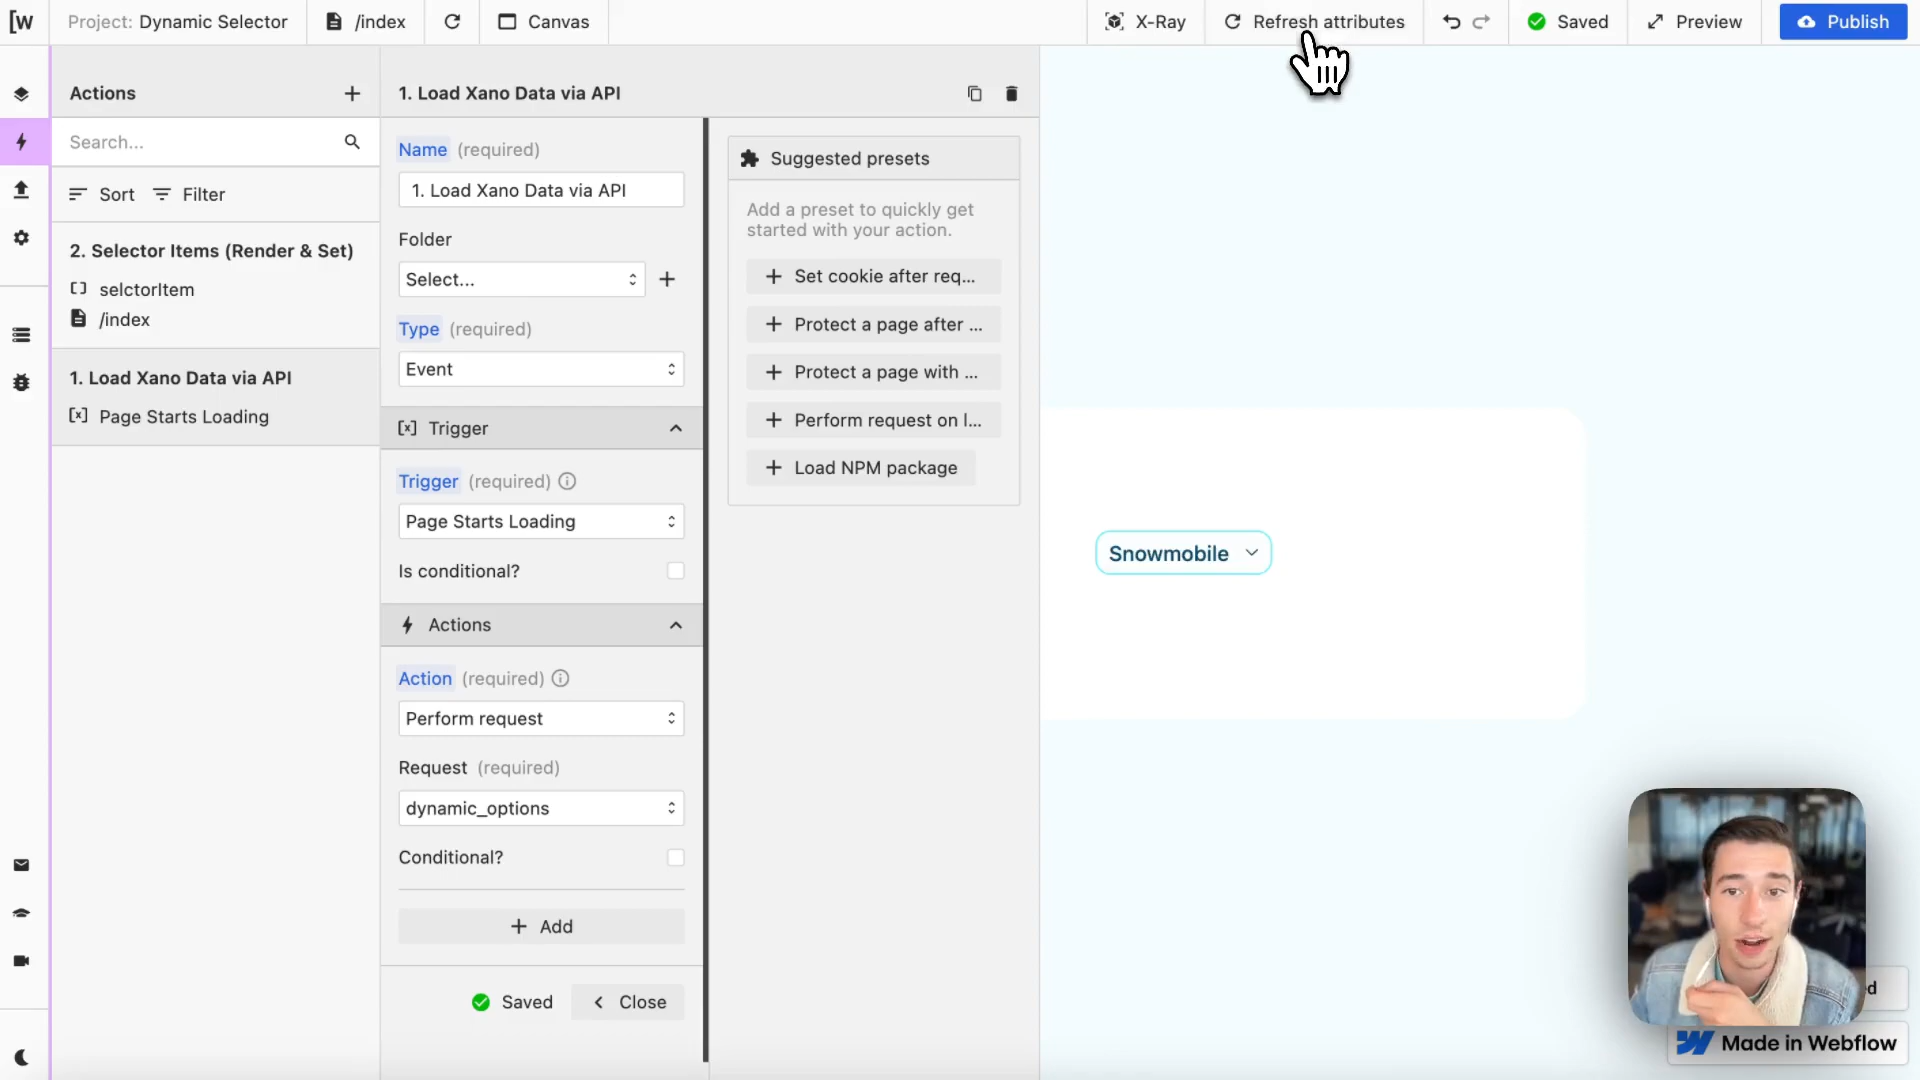 [w
Project: Dynamic Selector
/index
Canvas
X-Ray
Refresh attributes
Saved
Preview
Publish
Actions
Search...
Sort
Filter
2. Selector Items (Render & Set)
selctorItem
/index
1. Load Xano Data via API
Page Starts Loading
1. Load Xano Data via API
Name (required)
1. Load Xano Data via API
Folder
Select...
Type (required)
Event
Trigger
Trigger (required)
Page Starts Loading
Is conditional?
Actions
Action (required)
Perform request
Request (required)
dynamic_options
Conditional?
Add
Saved
Close
Suggested presets
Add a preset to quickly get
started with your action.
Set cookie after req...
Protect a page after ...
Protect a page with ...
Perform request on l...
Load NPM package
Snowmobile
Made in Webflow